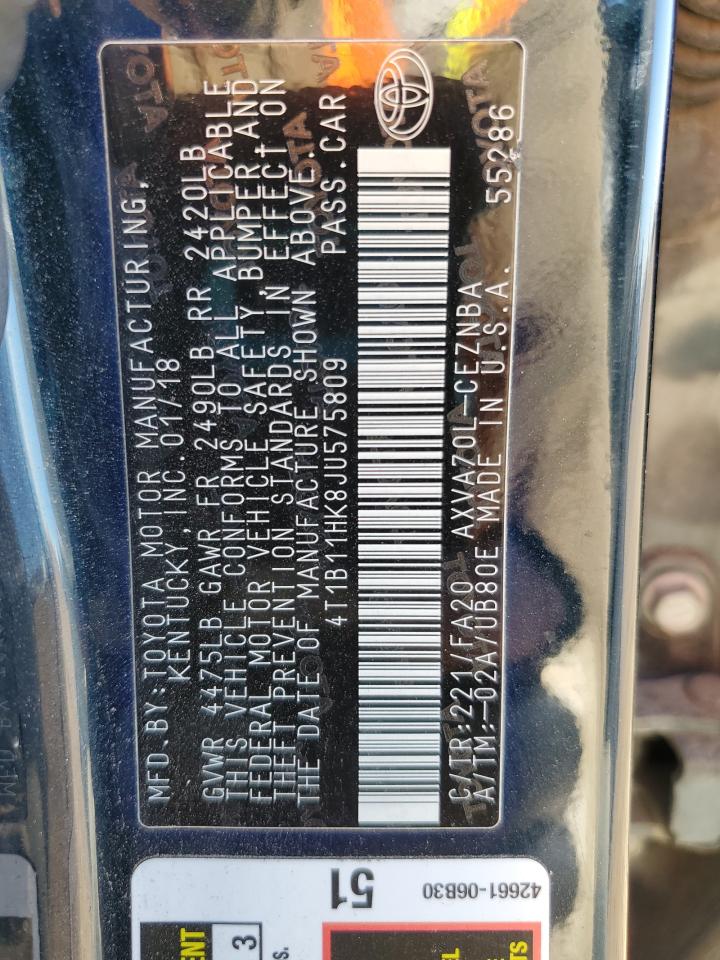 MFD.BY:TOYOTA MOTOR MANUFACTURING,
KENTUCKY,INC. 01/18
GVWR 4475LB GAWR FR 2490LB RR 2420LB
THIS VEHICLE CONFORMS TO ALL APPLICABLE
FEDERAL MOTOR VEHICLE SAFETY,BUMPER,AND
THEFT PREVENTION STANDARDS IN EFFECT ON
THE DATE OF MANUFACTURE SHOWN ABOVE.
4T1B11HK8JU575809 PASS.CAR
C/TR:221/FA20 AXVA70L-CEZNBA
A/TM:-02A/UB80E MADE IN U.S.A. 55286
51
42661-06B30
3